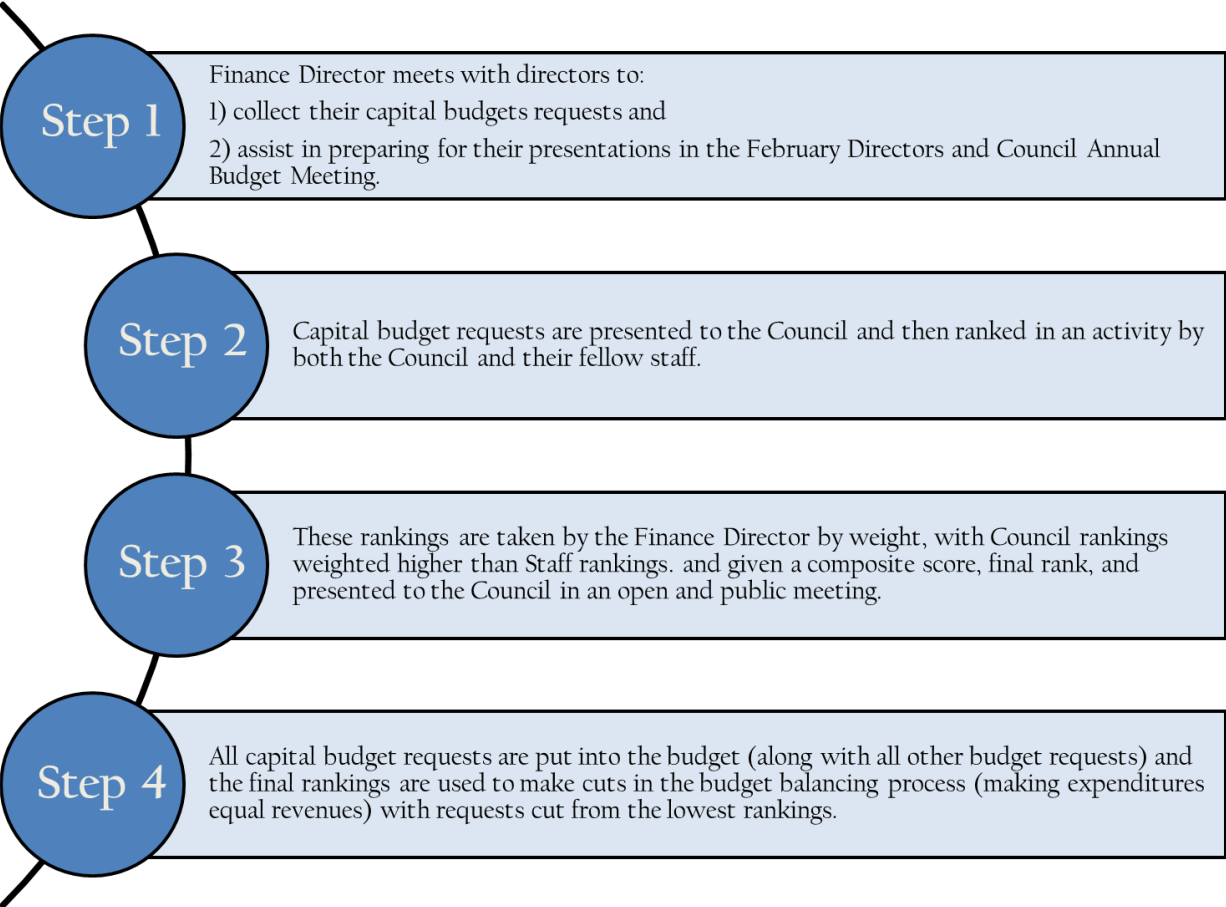 Step 1
Finance Director meets with directors to:
1) collect their capital budgets requests and
2) assist in preparing for their presentations in the February Directors and Council Annual
Budget Meeting.
Step 2
Capital budget requests are presented to the Council and then ranked in an activity by
both the Council and their fellow staff.
Step 3
These rankings are taken by the Finance Director by weight, with Council rankings
weighted higher than Staff rankings. and given a composite score, final rank, and
presented to the Council in an open and public meeting.
Step 4
All capital budget requests are put into the budget (along with all other budget requests) and
the final rankings are used to make cuts in the budget balancing process (making expenditures
equal revenues) with requests cut from the lowest rankings.